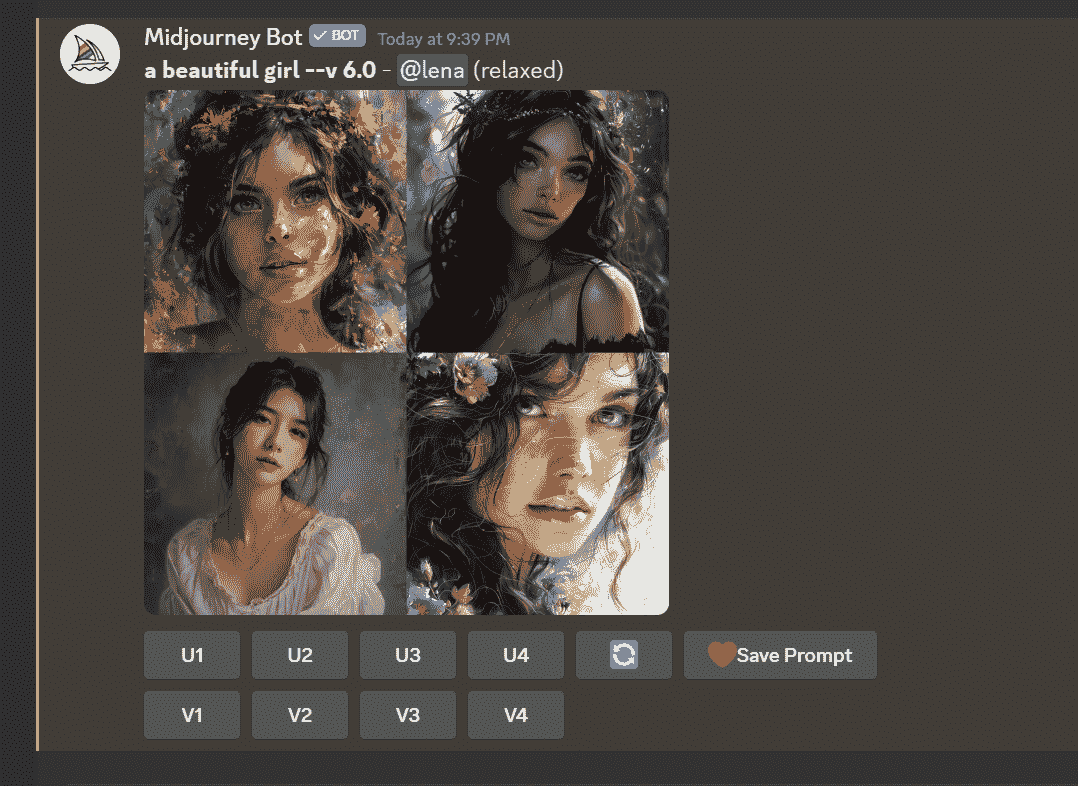 Midjourney Bot ✓ BOT Today at 9:39 PM
a beautiful girl --v 6.0 - @lena (relaxed)
U1 U2 U3 U4 Save Prompt
V1 V2 V3 V4